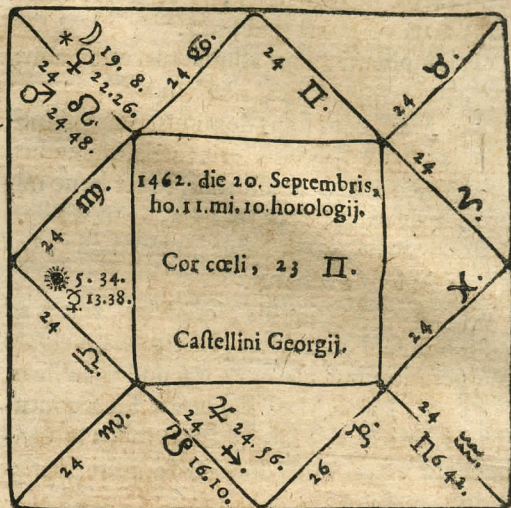 24 ♋.
24 ♊.
24 ♉.
* ☽ 19. 8.
♀ 22. 26.
24 ♌
♂ 24 48.
24 ♍.
1462. die 20. Septembris,
ho. 11. mi. 10. horologij.
Cor cœli, 23 ♊.
Caſtellini Georgij.
24
24 ♓.
☉ 5. 34.
☿ 13. 38.
24 ♎
24 ♏.
♃ 24. 56.
24 ♐.
☋ 16. 10.
26 ♑.
24 ♒.
6 42.